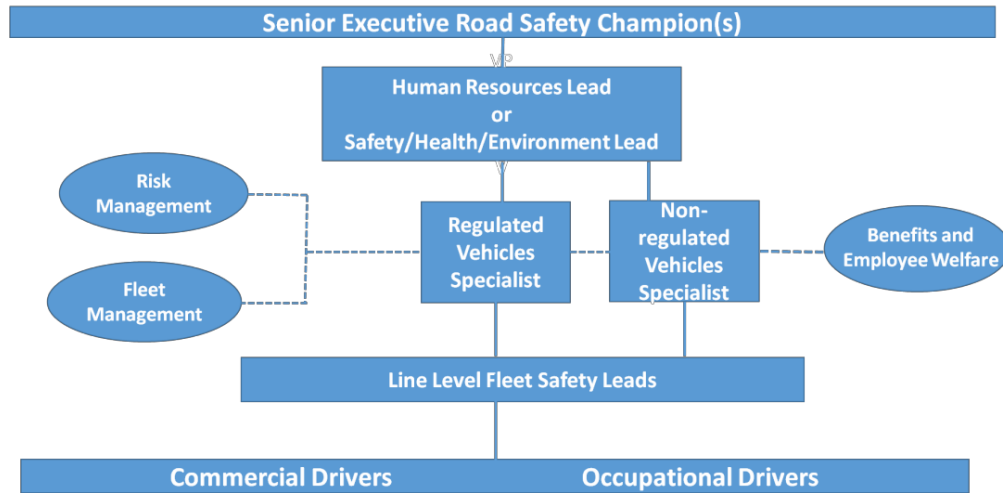 Senior Executive Road Safety Champion(s)
VP
Human Resources Lead
or
Safety/Health/Environment Lead
V
Risk
Management
Fleet
Management
Regulated
Vehicles
Specialist
Non-
regulated
Vehicles
Specialist
Benefits and
Employee Welfare
Line Level Fleet Safety Leads
Commercial Drivers
Occupational Drivers